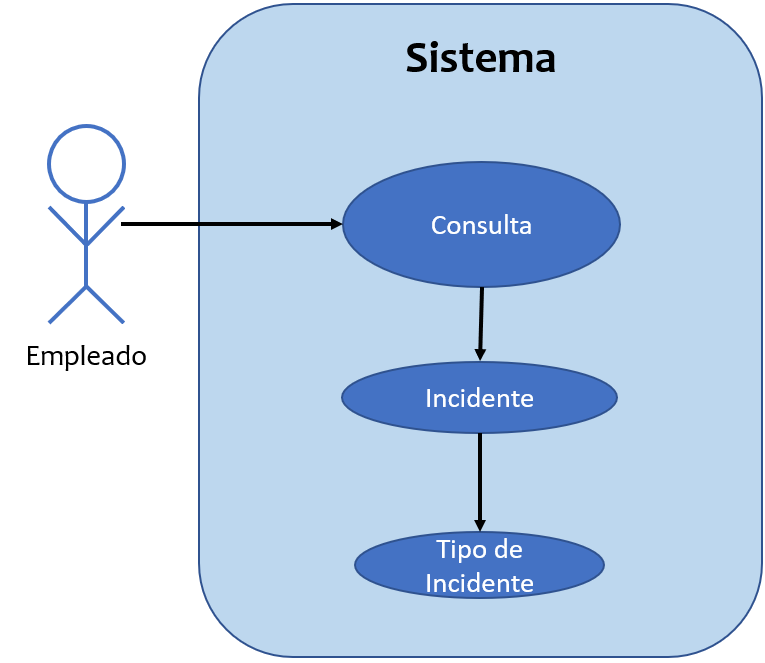 Sistema
Consulta
Empleado
Incidente
Tipo de
Incidente